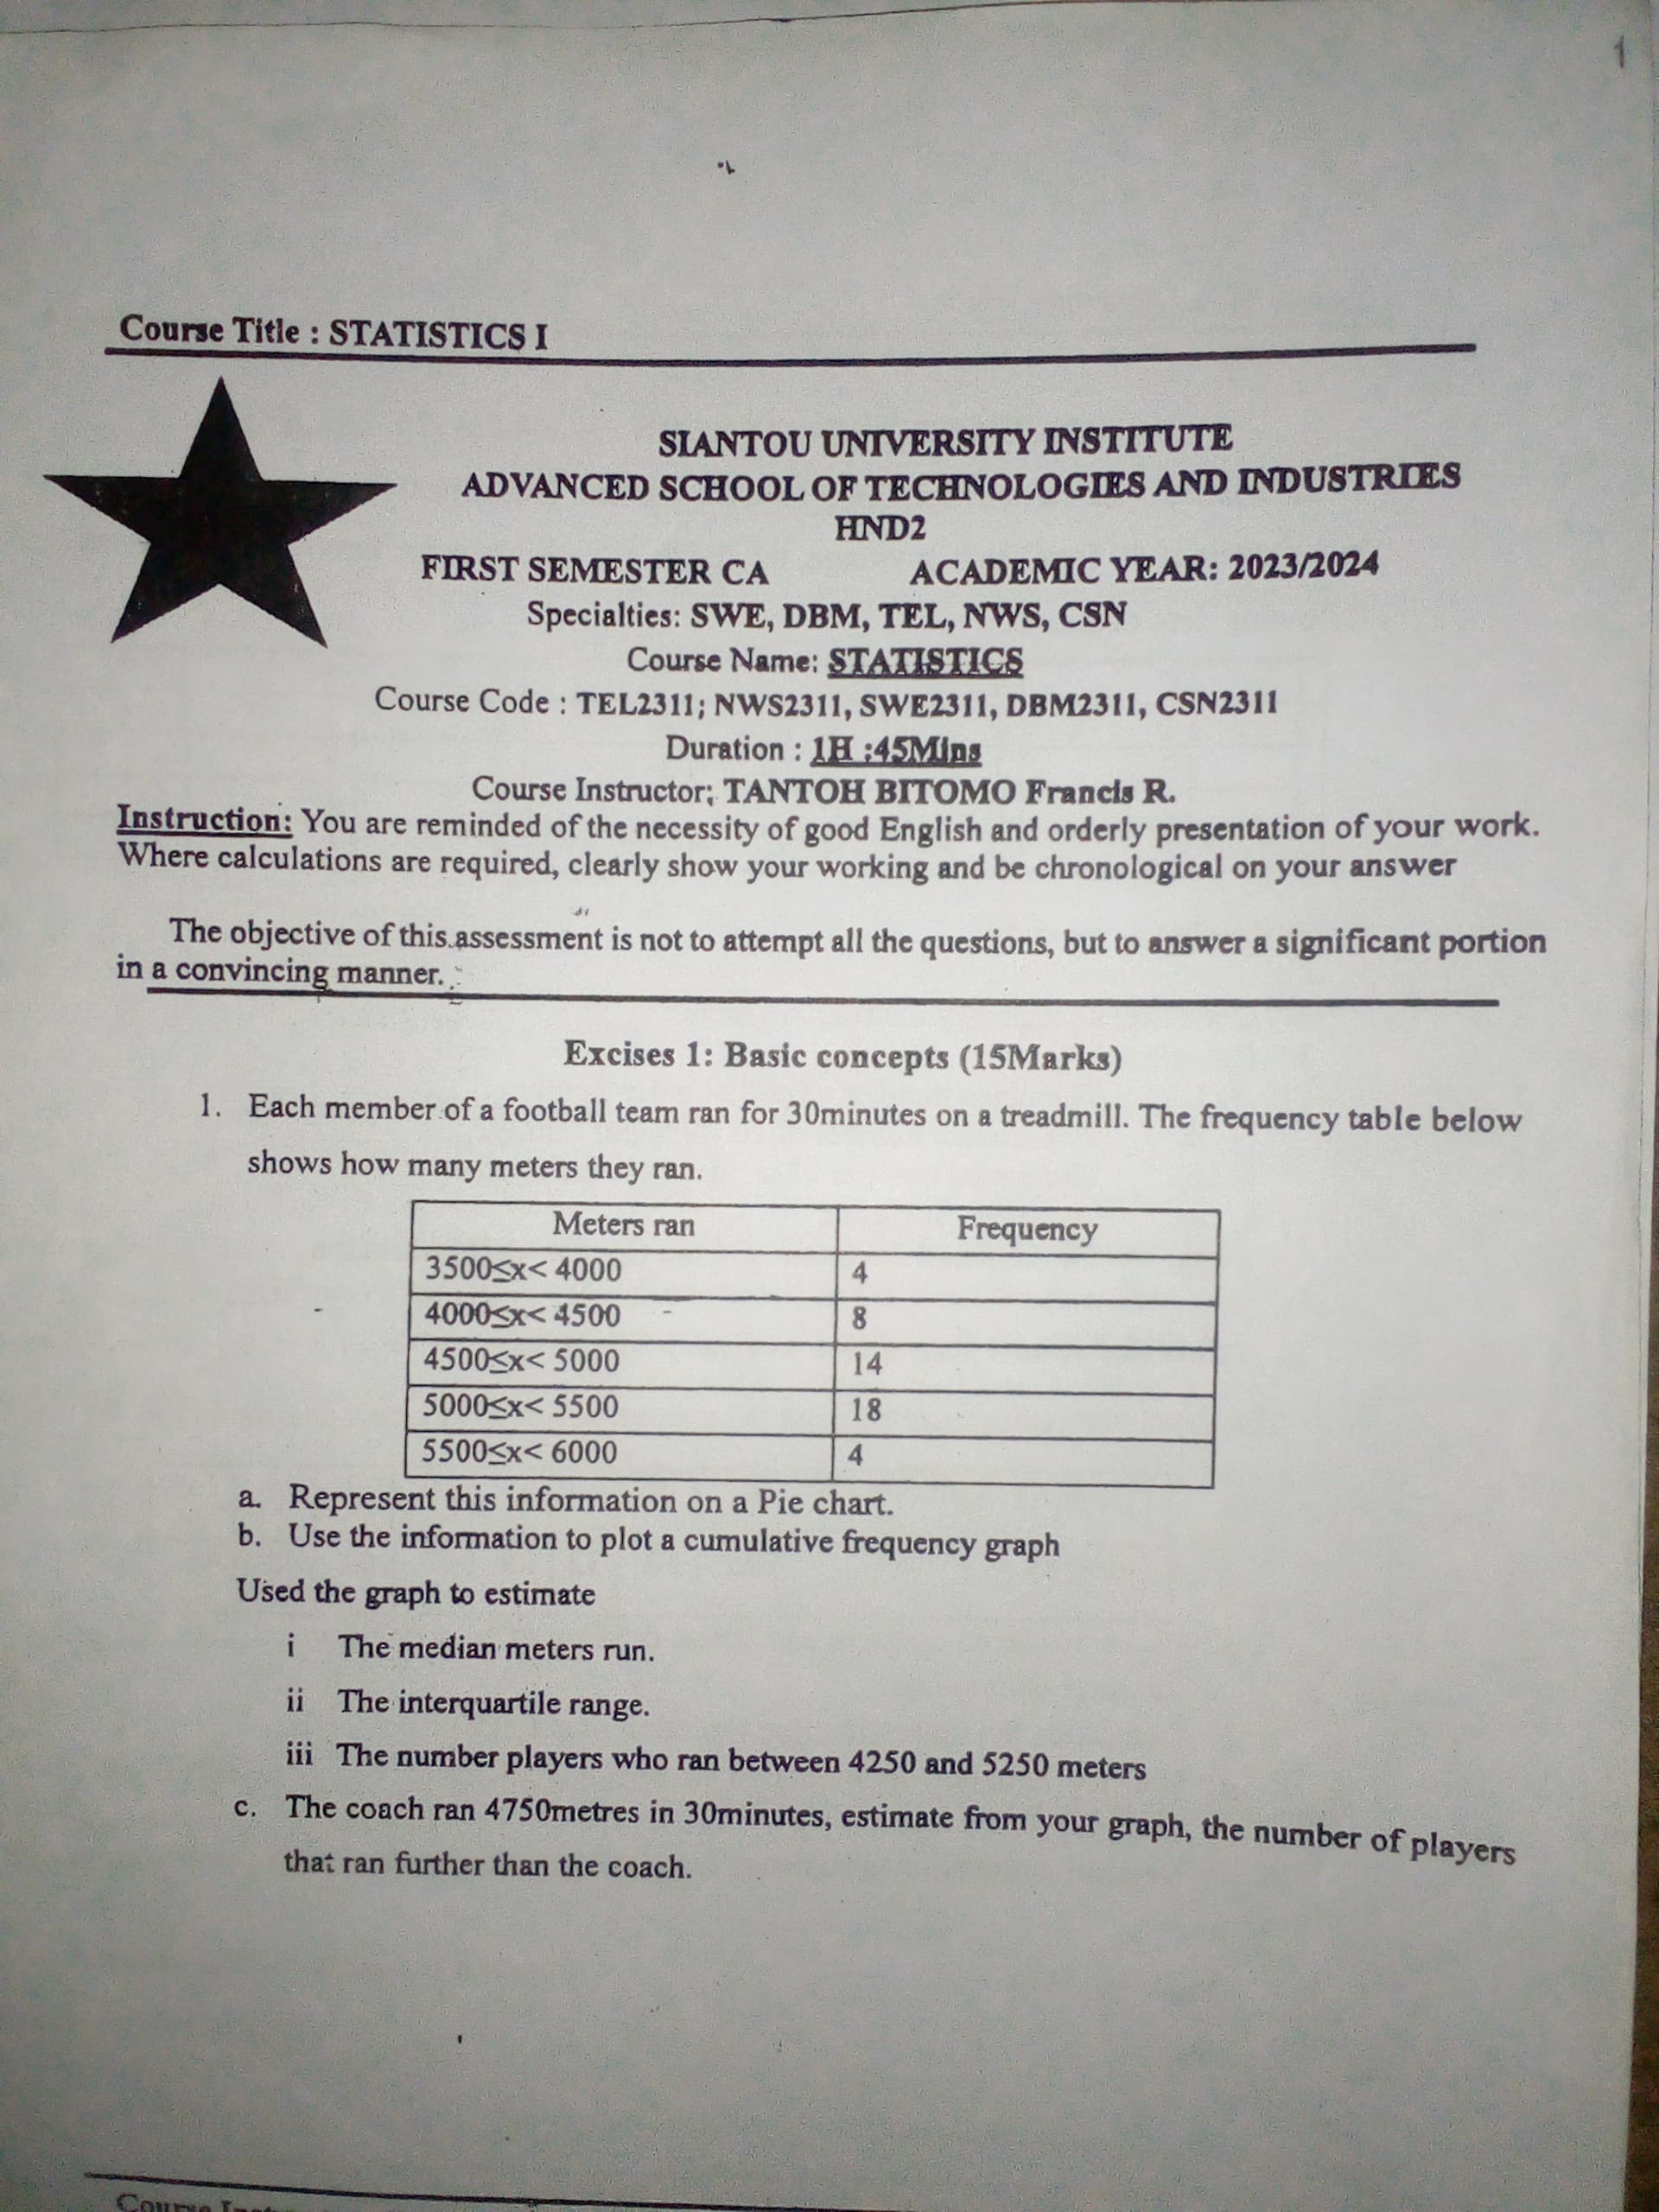 1
Course Title : STATISTICS I
SIANTOU UNIVERSITY INSTITUTE
ADVANCED SCHOOL OF TECHNOLOGIES AND INDUSTRIES
HND2
FIRST SEMESTER CA ACADEMIC YEAR: 2023/2024
Specialties: SWE, DBM, TEL, NWS, CSN
Course Name: STATISTICS
Course Code : TEL2311; NWS2311, SWE2311, DBM2311, CSN2311
Duration : 1H :45Mins
Course Instructor: TANTOH BITOMO Francis R.
Instruction: You are reminded of the necessity of good English and orderly presentation of your work.
Where calculations are required, clearly show your working and be chronological on your answer
The objective of this assessment is not to attempt all the questions, but to answer a significant portion
in a convincing manner.
Excises 1: Basic concepts (15Marks)
1. Each member of a football team ran for 30minutes on a treadmill. The frequency table below
shows how many meters they ran.
Meters ran Frequency
3500≤x< 4000 4
4000≤x< 4500 8
4500≤x< 5000 14
5000≤x< 5500 18
5500≤x< 6000 4
a. Represent this information on a Pie chart.
b. Use the information to plot a cumulative frequency graph
Used the graph to estimate
i The median meters run.
ii The interquartile range.
iii The number players who ran between 4250 and 5250 meters
c. The coach ran 4750metres in 30minutes, estimate from your graph, the number of players
that ran further than the coach.
Course